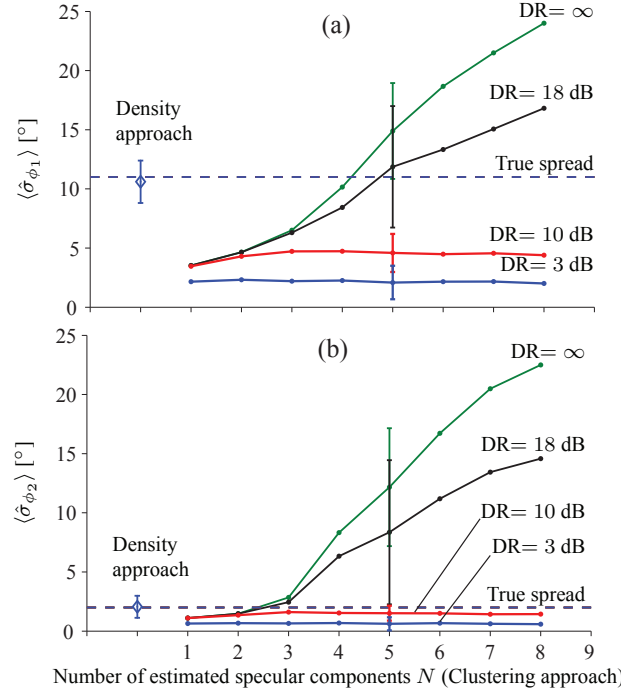 25
20
15
10
5
0
⟨σ̂ϕ1⟩ [°]
(a)
DR= ∞
DR= 18 dB
Density
approach
True spread
DR= 10 dB
DR= 3 dB
25
20
15
10
5
0
⟨σ̂ϕ2⟩ [°]
(b)
DR= ∞
DR= 18 dB
DR= 10 dB
DR= 3 dB
Density
approach
True spread
0 1 2 3 4 5 6 7 8 9
Number of estimated specular components N (Clustering approach)